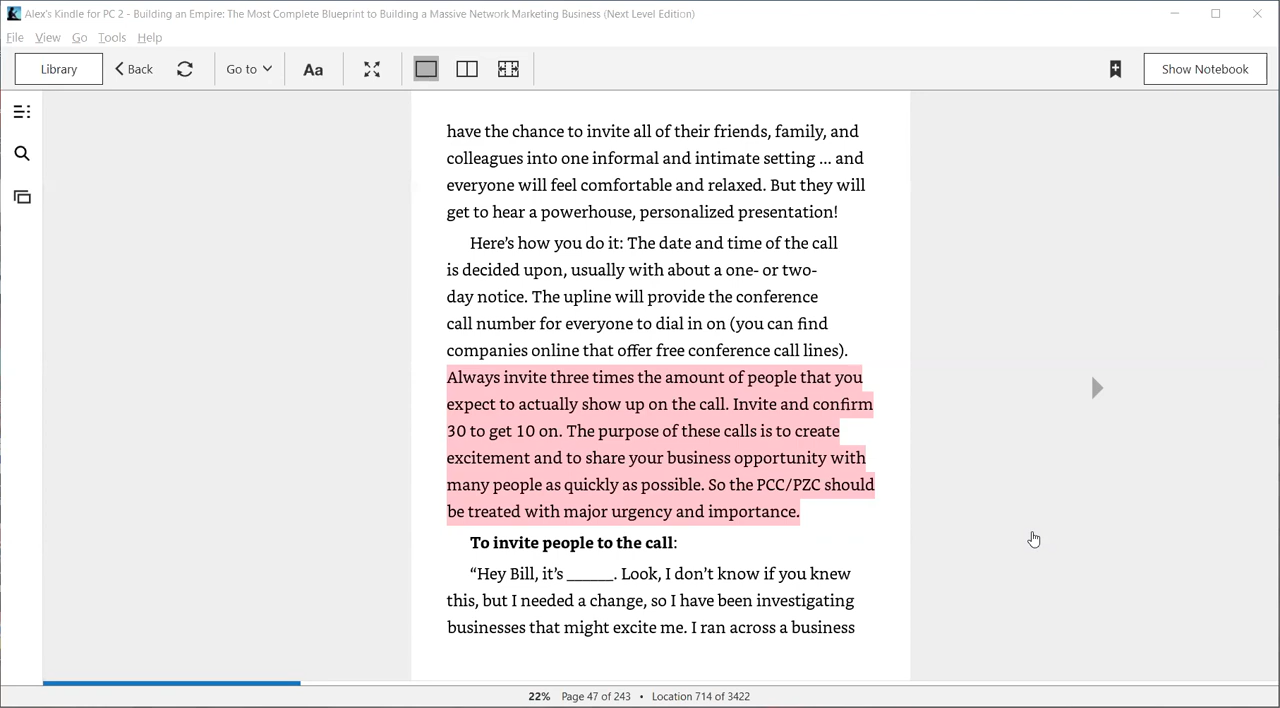 Alex's Kindle for PC 2 - Building an Empire: The Most Complete Blueprint to Building a Massive Network Marketing Business (Next Level Edition)
File View Go Tools Help
Library Back Go to Aa Show Notebook
have the chance to invite all of their friends, family, and
colleagues into one informal and intimate setting ... and
everyone will feel comfortable and relaxed. But they will
get to hear a powerhouse, personalized presentation!
Here's how you do it: The date and time of the call
is decided upon, usually with about a one- or two-
day notice. The upline will provide the conference
call number for everyone to dial in on (you can find
companies online that offer free conference call lines).
Always invite three times the amount of people that you
expect to actually show up on the call. Invite and confirm
30 to get 10 on. The purpose of these calls is to create
excitement and to share your business opportunity with
many people as quickly as possible. So the PCC/PZC should
be treated with major urgency and importance.
To invite people to the call:
“Hey Bill, it’s ______. Look, I don’t know if you knew
this, but I needed a change, so I have been investigating
businesses that might excite me. I ran across a business
22% Page 47 of 243 • Location 714 of 3422